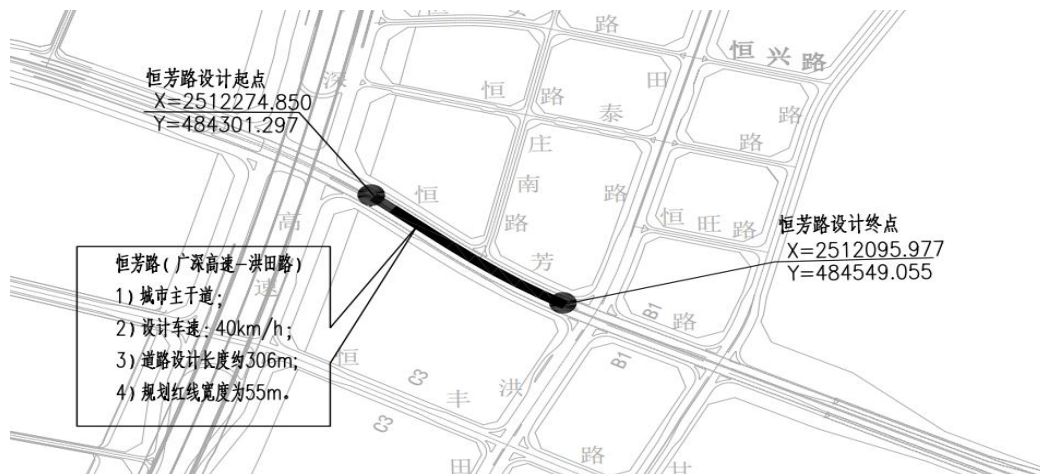 恒兴路
恒芳路设计起点
X=2512274.850
Y=484301.297
深
恒
路
田
路
泰
路
路
庄
南
路
恒
路
芳
路
恒旺路
高
速
恒芳路设计终点
X=2512095.977
Y=484549.055
恒芳路(广深高速-洪田路)
1)城市主干道;
2)设计车速:40km/h;
3)道路设计长度约306m;
4)规划红线宽度为55m。
B1
路
B1
恒
C3
丰
洪
C3
田
路